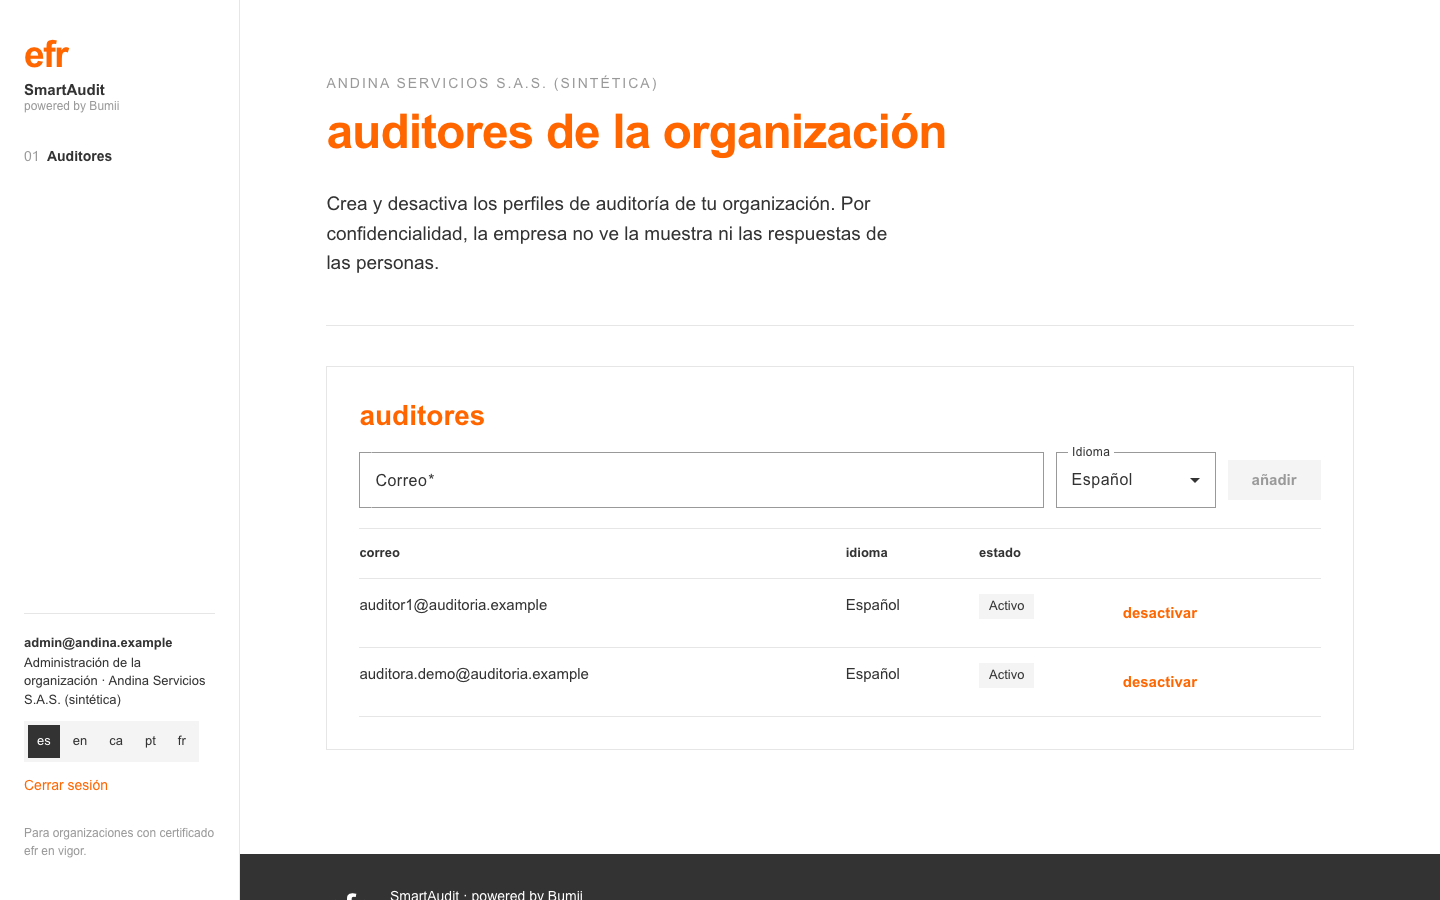 efr
SmartAudit
powered by Bumii
01 Auditores
admin@andina.example
Administración de la
organización · Andina Servicios
S.A.S. (sintética)
es en ca pt fr
Cerrar sesión
Para organizaciones con certificado
efr en vigor.
ANDINA SERVICIOS S.A.S. (SINTÉTICA)
auditores de la organización
Crea y desactiva los perfiles de auditoría de tu organización. Por
confidencialidad, la empresa no ve la muestra ni las respuestas de
las personas.
auditores
Idioma
Correo* Español añadir
correo idioma estado
auditor1@auditoria.example Español Activo desactivar
auditora.demo@auditoria.example Español Activo desactivar
SmartAudit · powered by Bumii